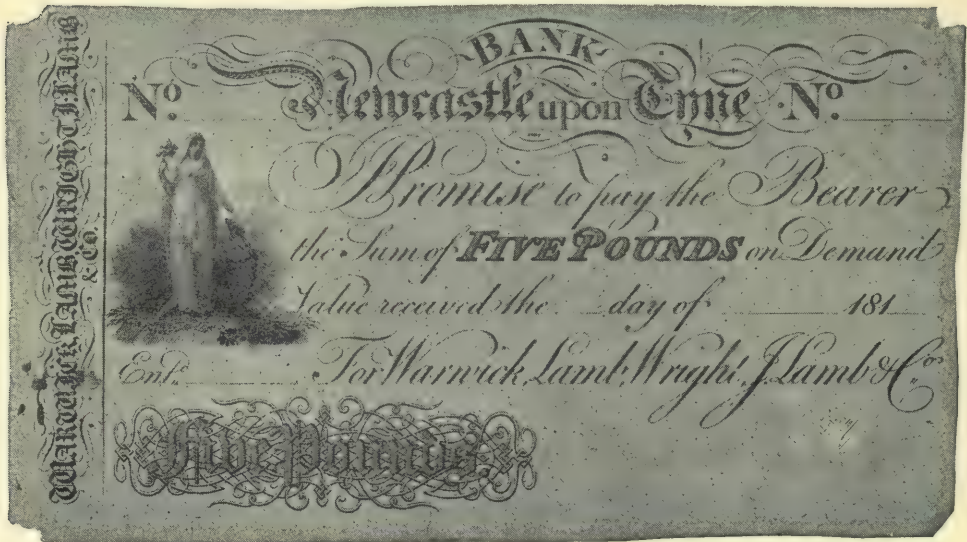 BANK
Nº Newcastle upon Tyne Nº
I Promise to pay the Bearer
the Sum of FIVE POUNDS on Demand
Value received the day of 181
Entd. For Warwick, Lamb, Wright, J. Lamb & Co.
Five Pounds.
WARWICK LAMB WRIGHT J. LAMB
& Co.